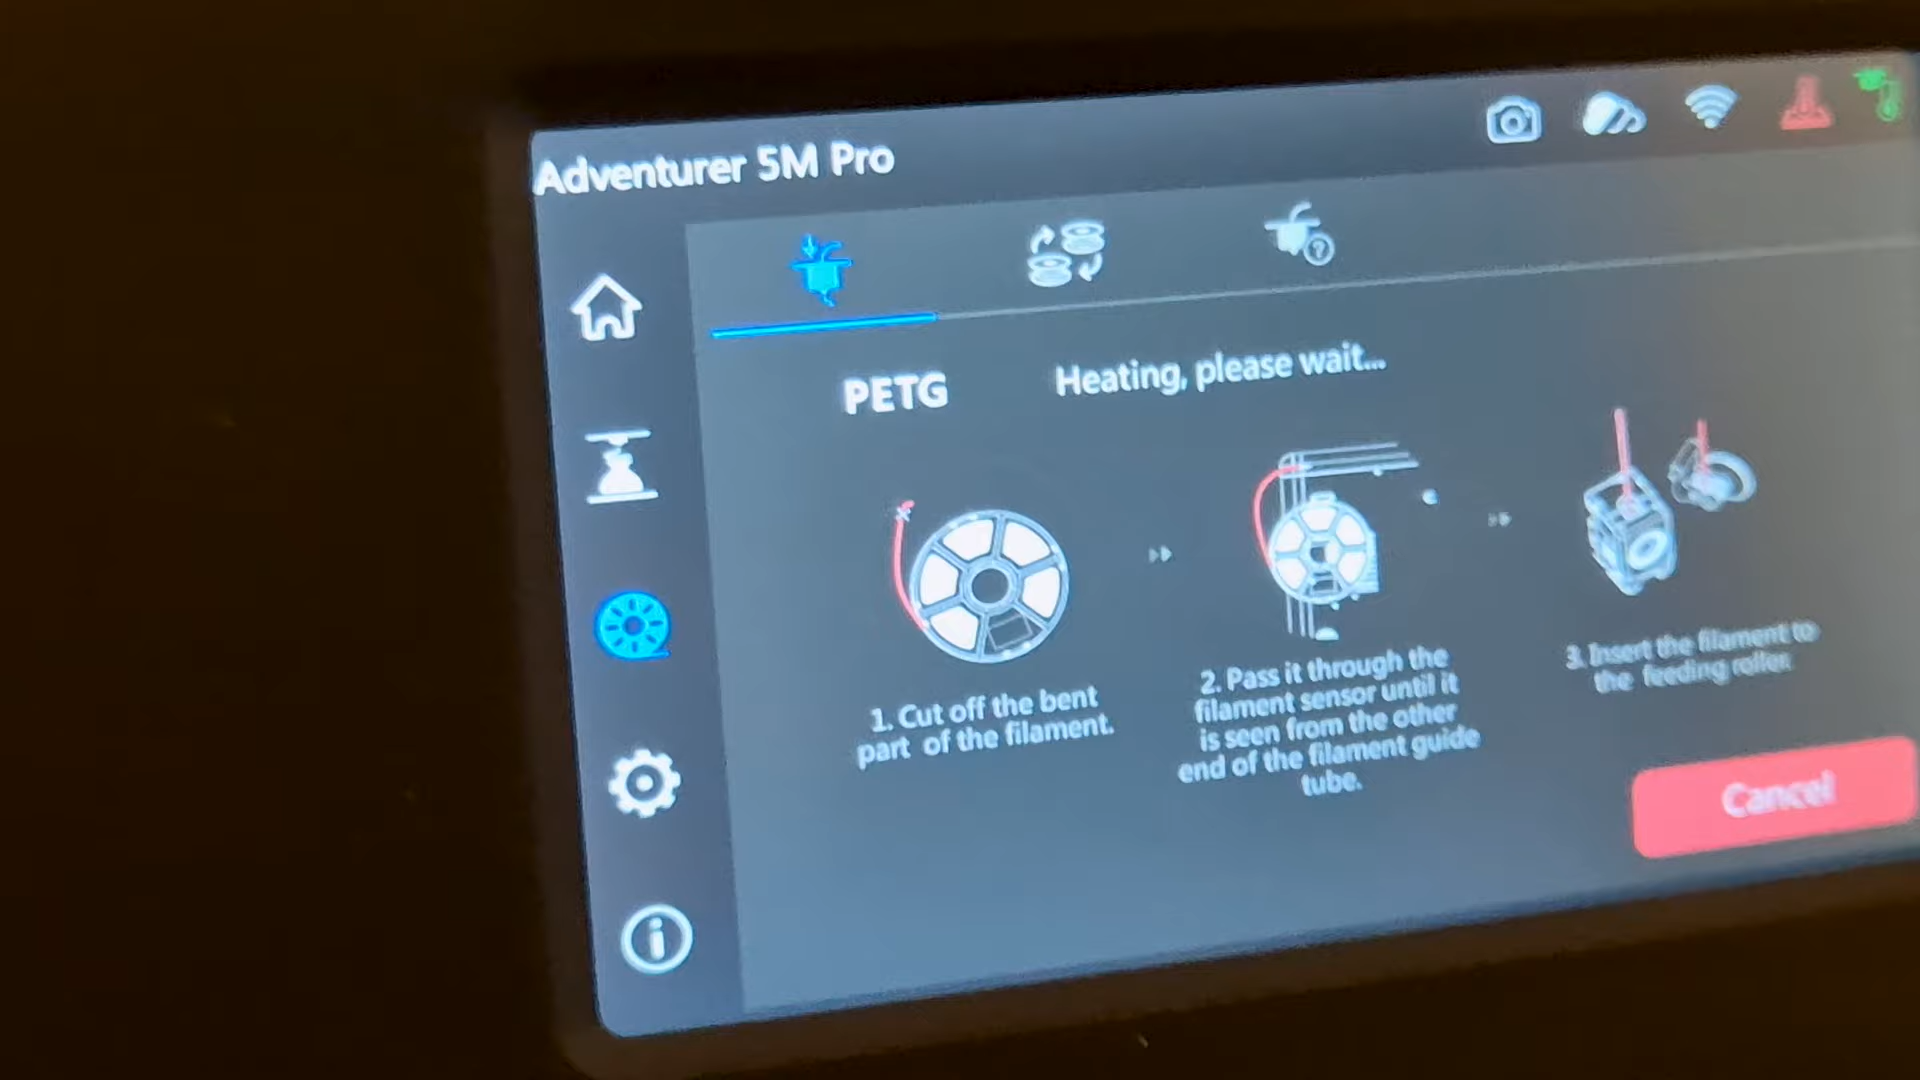 Adventurer 5M Pro
PETG
Heating, please wait...
1. Cut off the bent
part of the filament.
2. Pass it through the
filament sensor until it
is seen from the other
end of the filament guide
tube.
3. Insert the filament to
the feeding roller.
Cancel